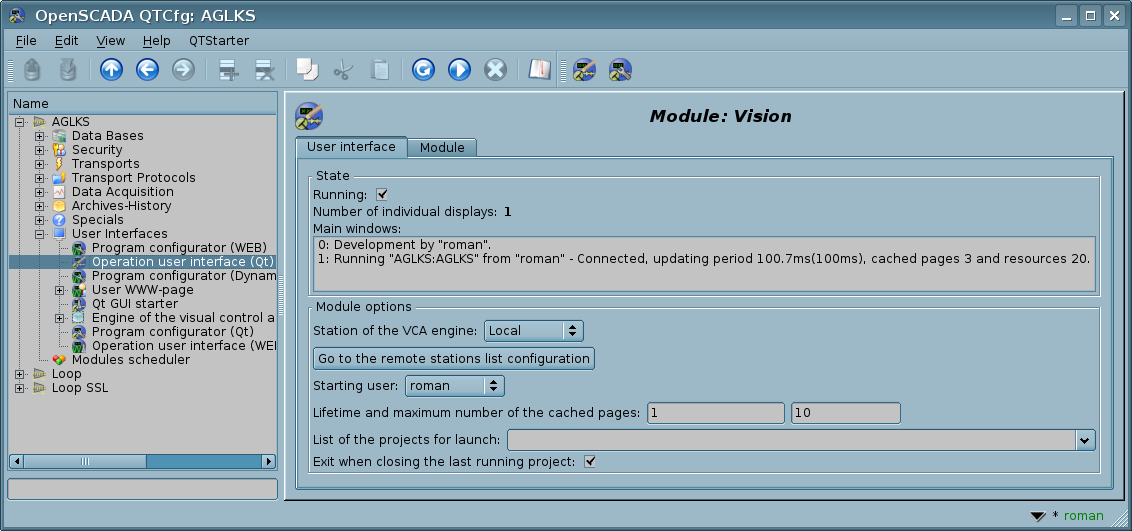 OpenSCADA QTCfg: AGLKS
File Edit View Help QTStarter
Name
AGLKS
Data Bases
Security
Transports
Transport Protocols
Data Acquisition
Archives-History
Specials
User Interfaces
Program configurator (WEB)
Operation user interface (Qt)
Program configurator (Dynam
User WWW-page
Qt GUI starter
Engine of the visual control a
Program configurator (Qt)
Operation user interface (WEI
Modules scheduler
Loop
Loop SSL
Module: Vision
User interface Module
State
Running:
Number of individual displays: 1
Main windows:
0: Development by "roman".
1: Running "AGLKS:AGLKS" from "roman" - Connected, updating period 100.7ms(100ms), cached pages 3 and resources 20.
Module options
Station of the VCA engine: Local
Go to the remote stations list configuration
Starting user: roman
Lifetime and maximum number of the cached pages: 1 10
List of the projects for launch:
Exit when closing the last running project:
* roman